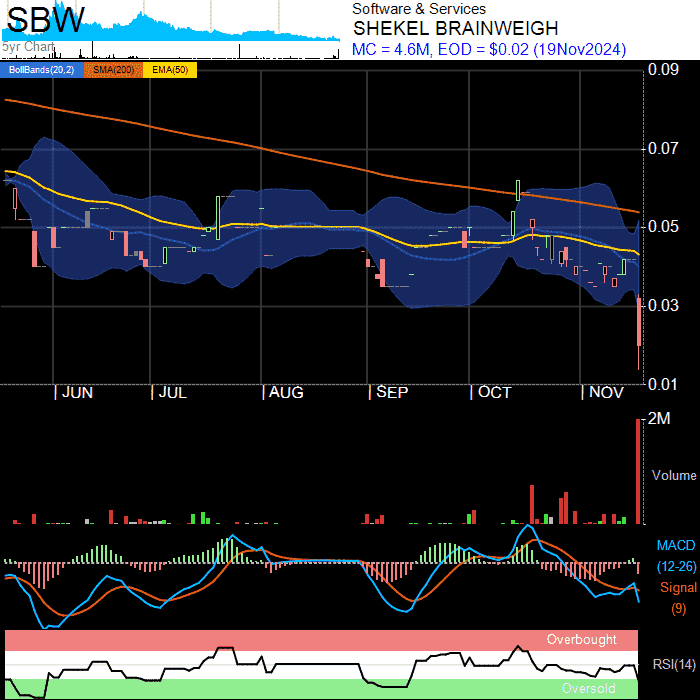 SBW
5yr Chart
Software & Services
SHEKEL BRAINWEIGH
MC = 4.6M, EOD = $0.02 (19Nov2024)
BollBands(20,2) SMA(200) EMA(50)
0.09
0.07
0.05
0.03
0.01
JUN JUL AUG SEP OCT NOV
2M
Volume
MACD
(12-26)
Signal
(9)
Overbought
RSI(14)
Oversold